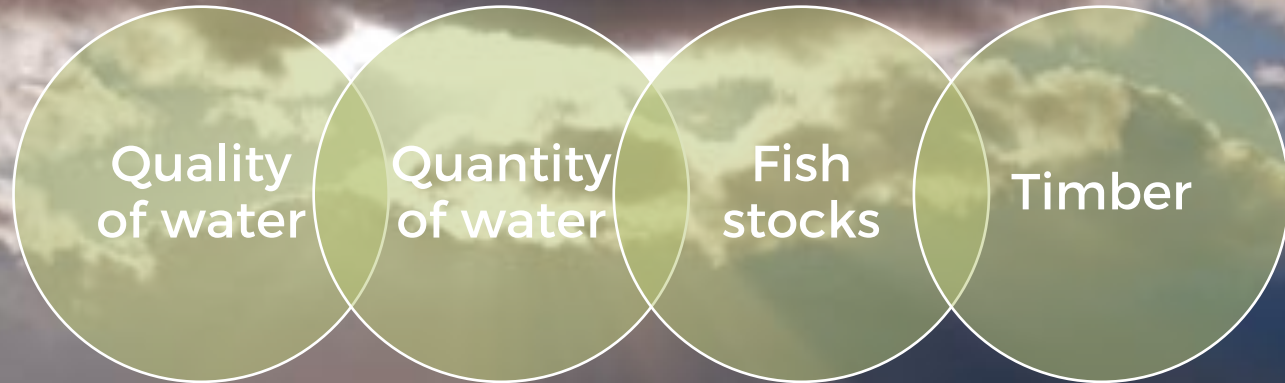 Quality
of water
Quantity
of water
Fish
stocks
Timber